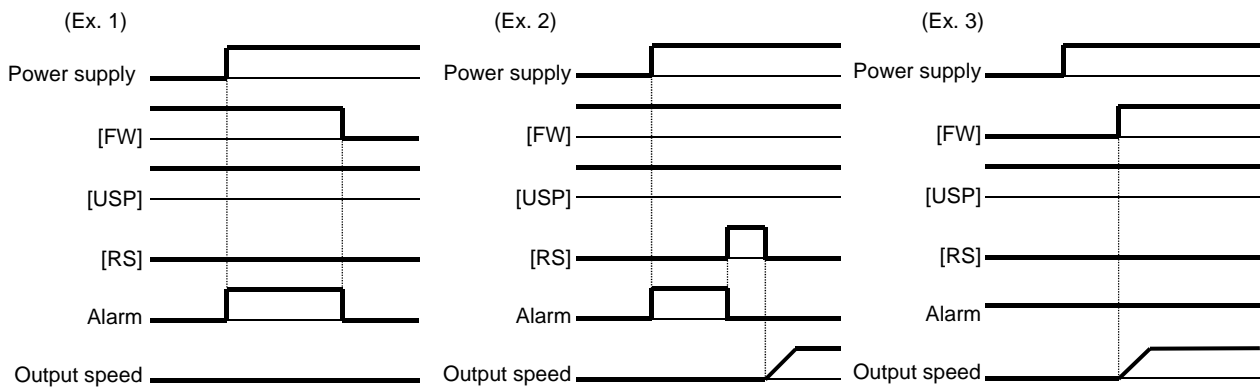 (Ex. 1)
Power supply
[FW]
[USP]
[RS]
Alarm
Output speed
(Ex. 2)
Power supply
[FW]
[USP]
[RS]
Alarm
Output speed
(Ex. 3)
Power supply
[FW]
[USP]
[RS]
Alarm
Output speed